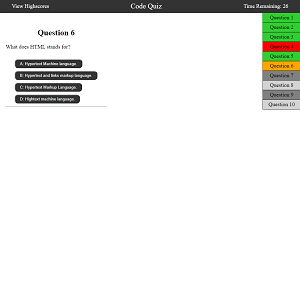 View Highscores
Code Quiz
Time Remaining: 26
Question 6
What does HTML stands for?
A: Hypertext Machine language.
B: Hypertext and links markup language.
C: Hypertext Markup Language.
D: Hightext machine language.
Question 1
Question 2
Question 3
Question 4
Question 5
Question 6
Question 7
Question 8
Question 9
Question 10